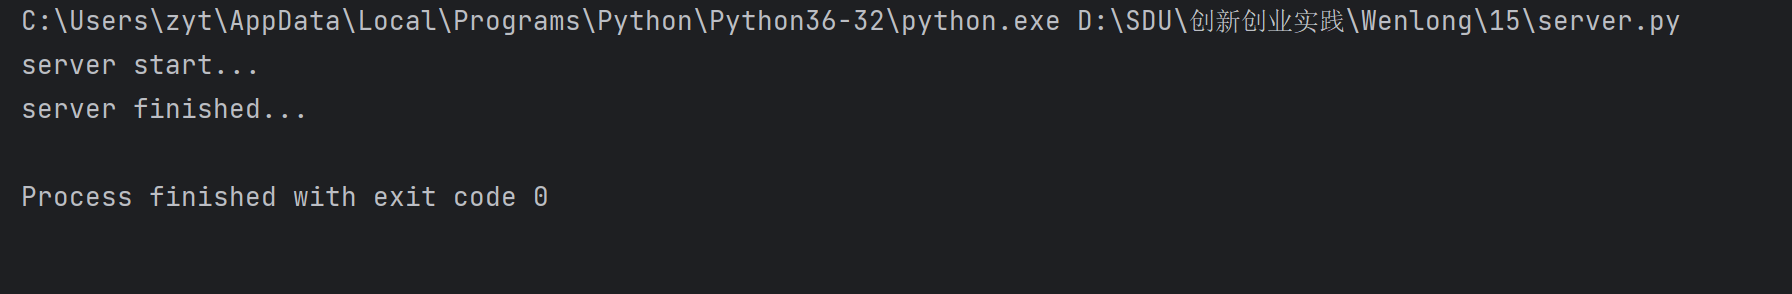 C:\Users\zyt\AppData\Local\Programs\Python\Python36-32\python.exe D:\SDU\创新创业实践\Wenlong\15\server.py
server start...
server finished...
Process finished with exit code 0